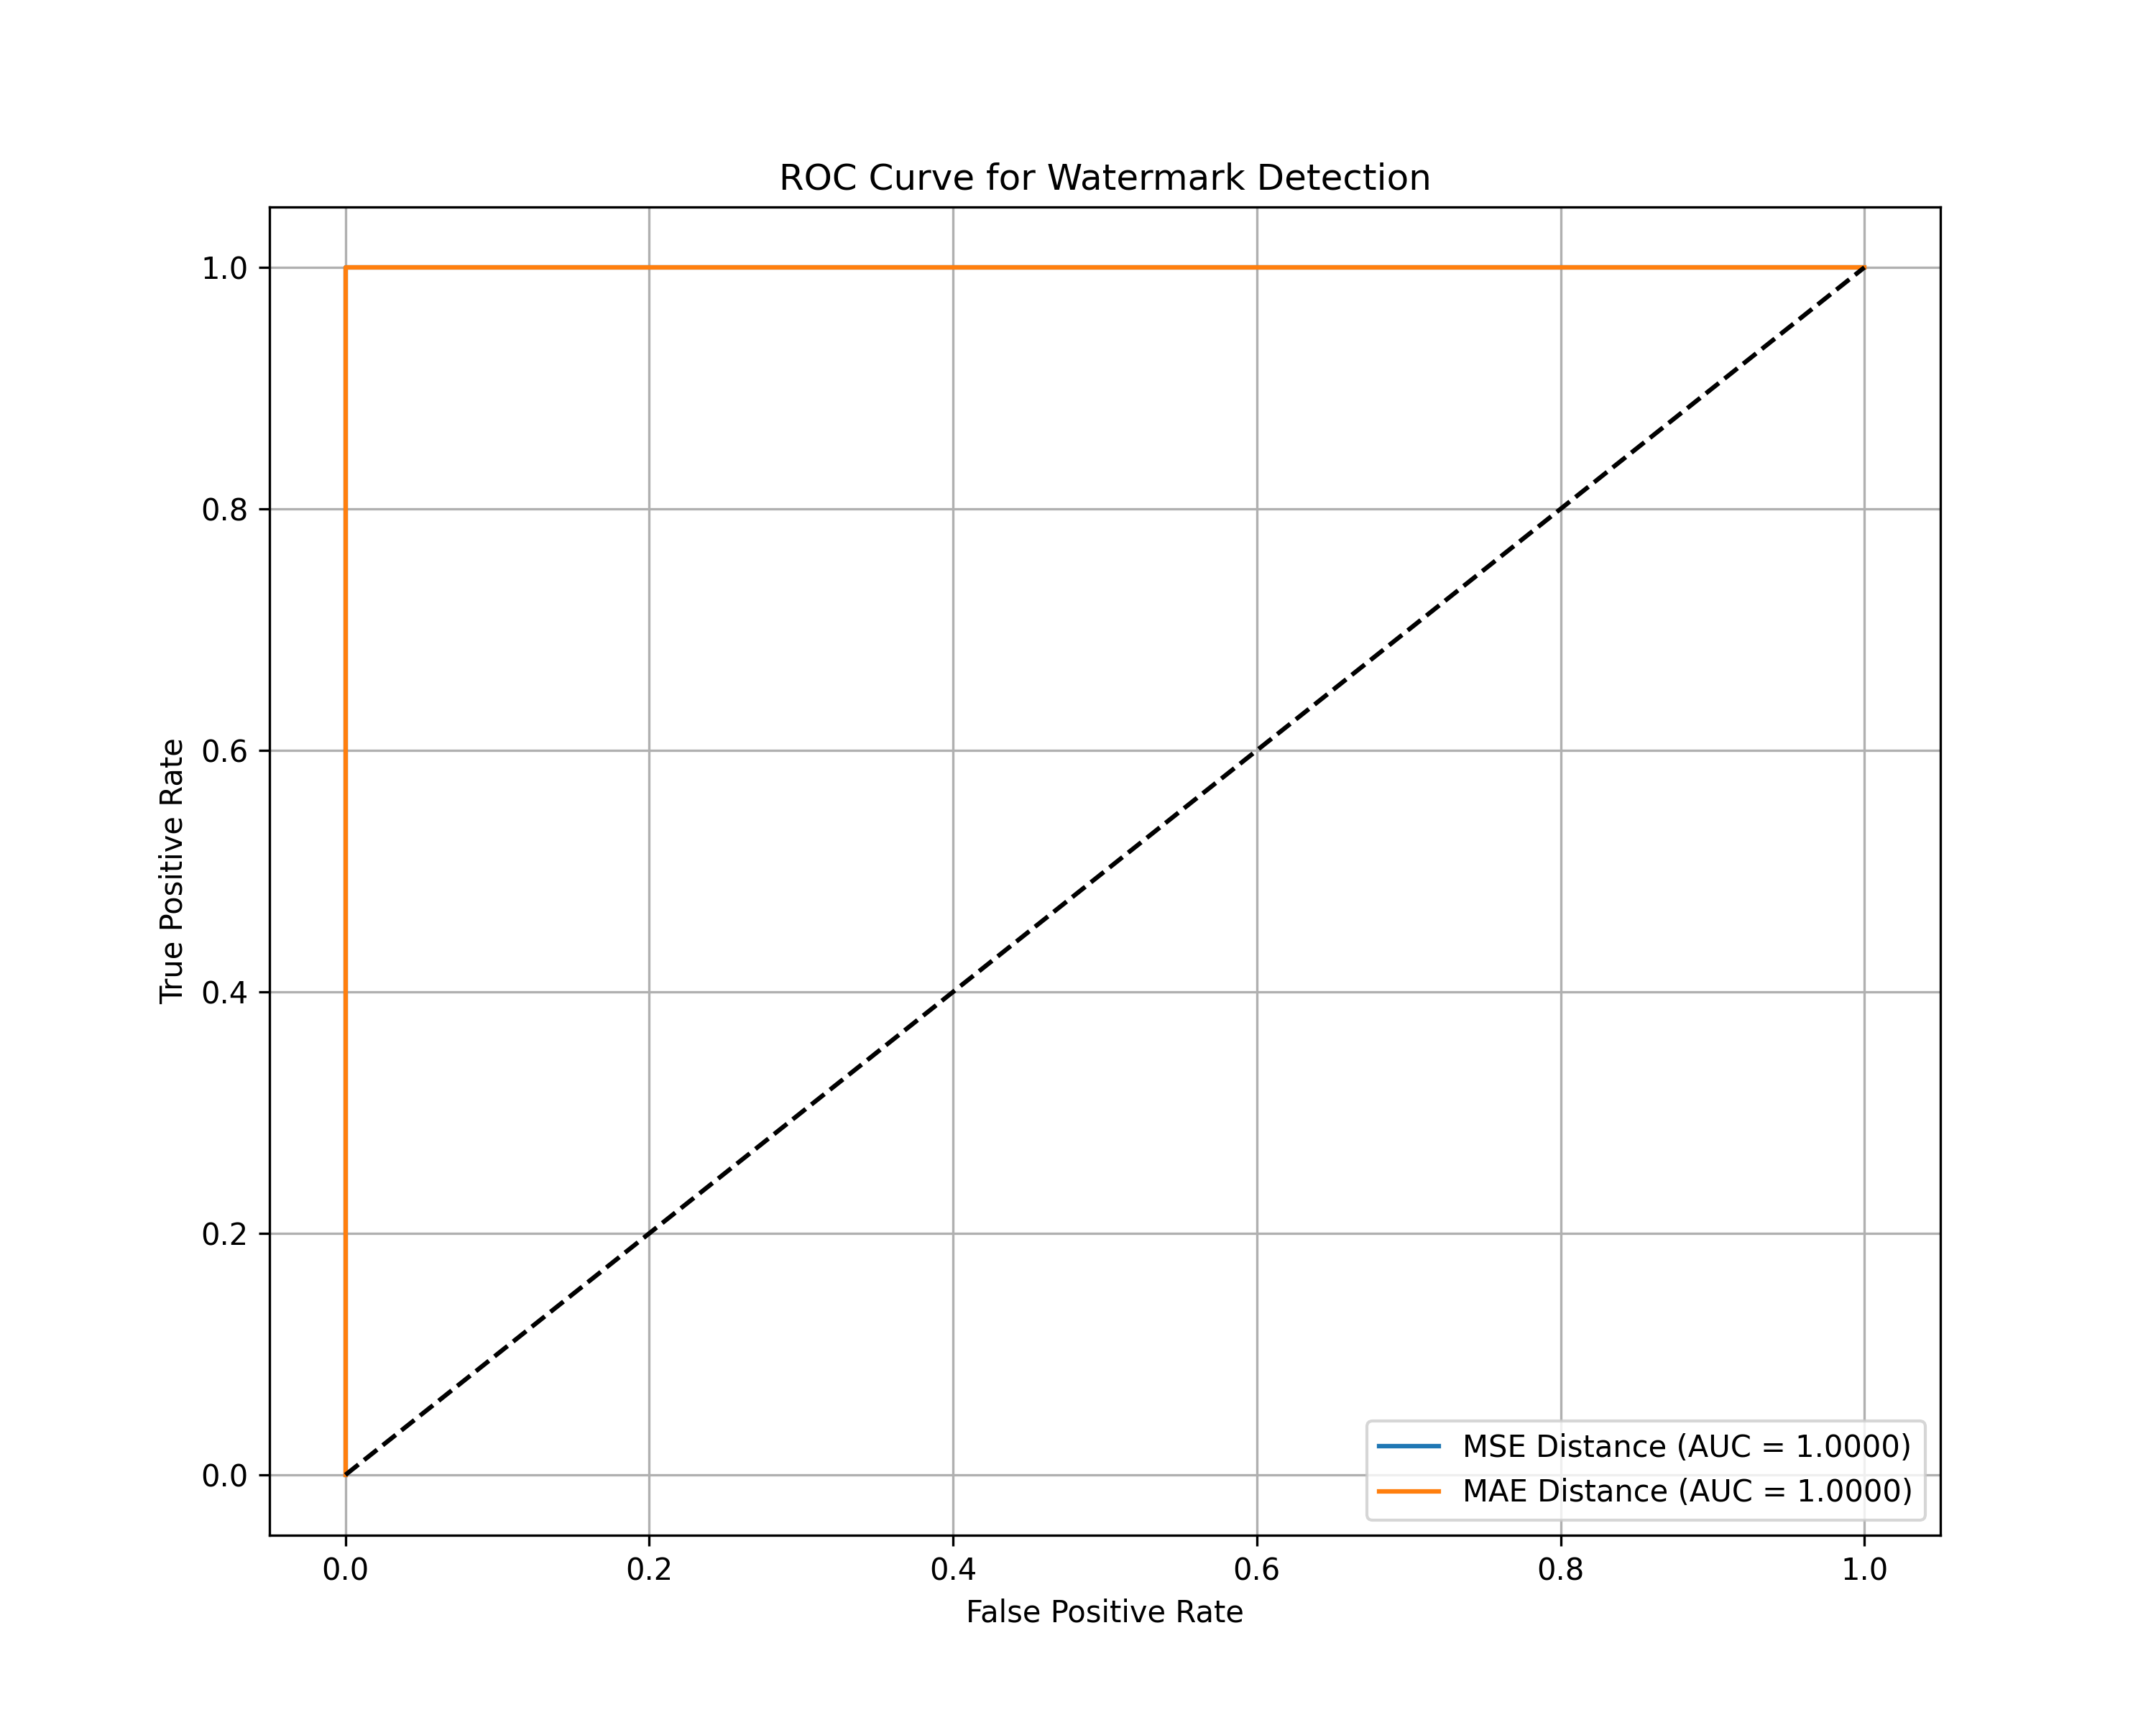 ROC Curve for Watermark Detection
True Positive Rate
1.0
0.8
0.6
0.4
0.2
0.0
0.0 0.2 0.4 0.6 0.8 1.0
False Positive Rate
MSE Distance (AUC = 1.0000)
MAE Distance (AUC = 1.0000)